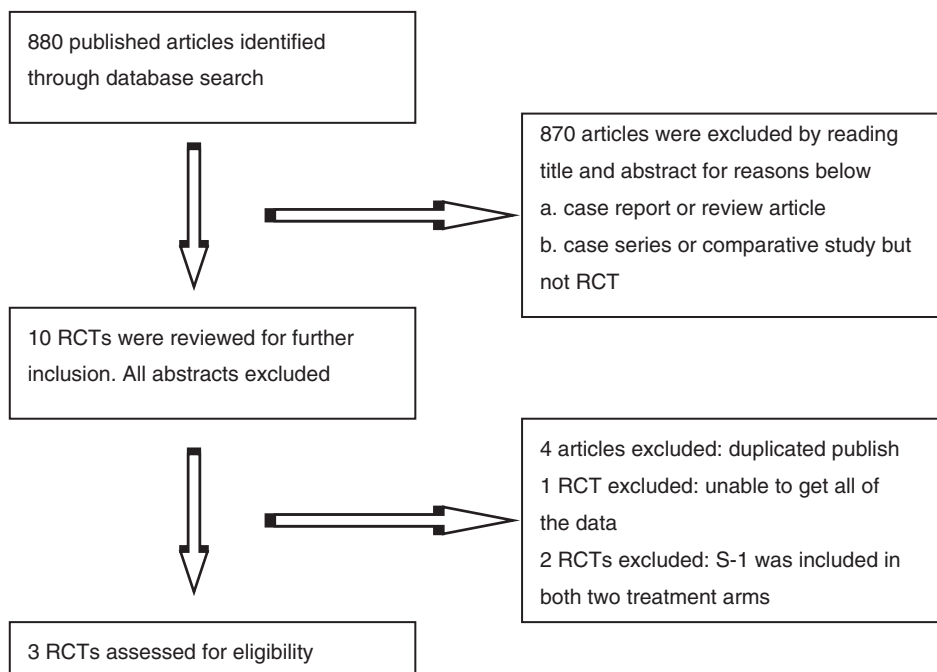 880 published articles identified
through database search
870 articles were excluded by reading
title and abstract for reasons below
a. case report or review article
b. case series or comparative study but
not RCT
10 RCTs were reviewed for further
inclusion. All abstracts excluded
4 articles excluded: duplicated publish
1 RCT excluded: unable to get all of
the data
2 RCTs excluded: S-1 was included in
both two treatment arms
3 RCTs assessed for eligibility